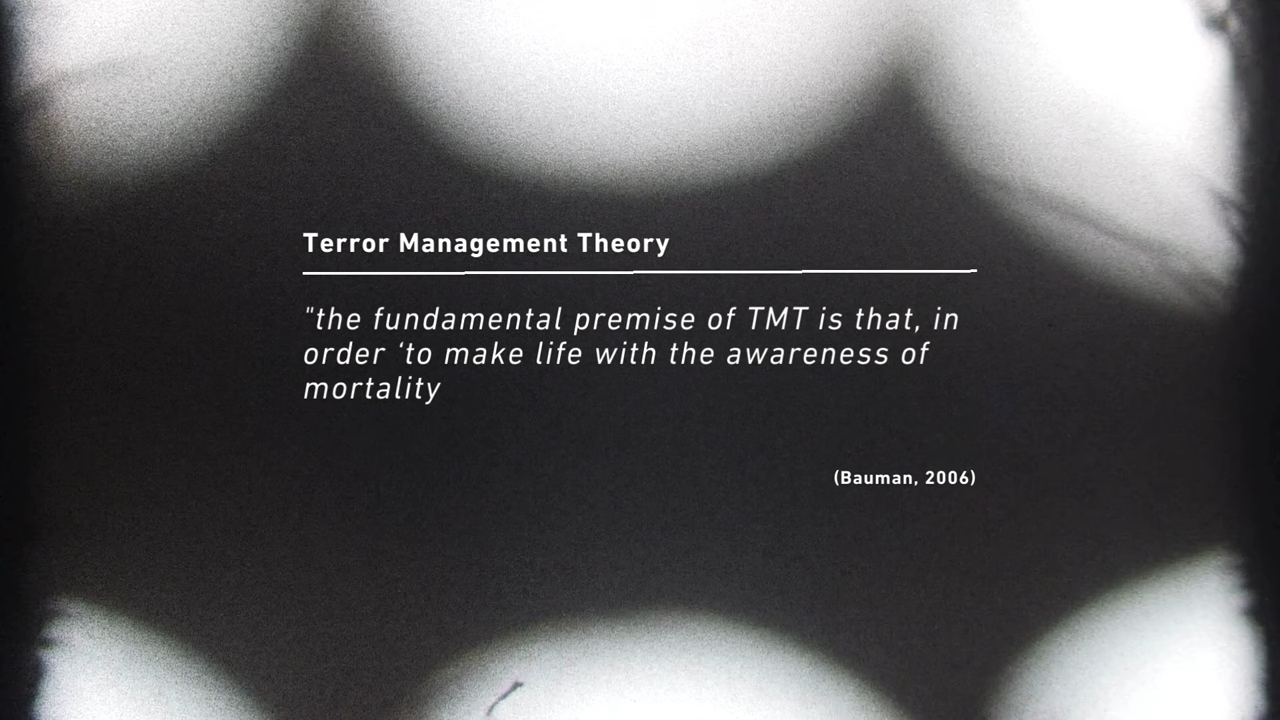 Terror Management Theory
"the fundamental premise of TMT is that, in
order ‘to make life with the awareness of
mortality
(Bauman, 2006)